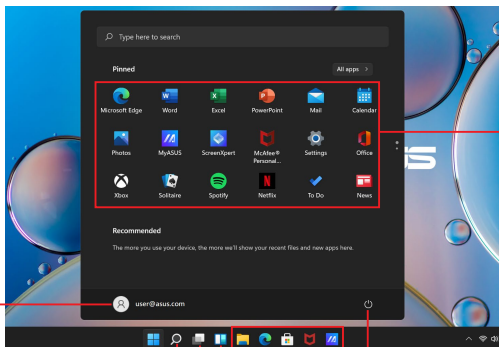 Type here to search
Pinned
All apps >
Microsoft Edge
Word
Excel
PowerPoint
Mail
Calendar
Photos
MyASUS
ScreenXpert
McAfee®
Personal...
Settings
Office
Xbox
Solitaire
Spotify
Netflix
To Do
News
Recommended
The more you use your device, the more we'll show your recent files and new apps here.
user@asus.com